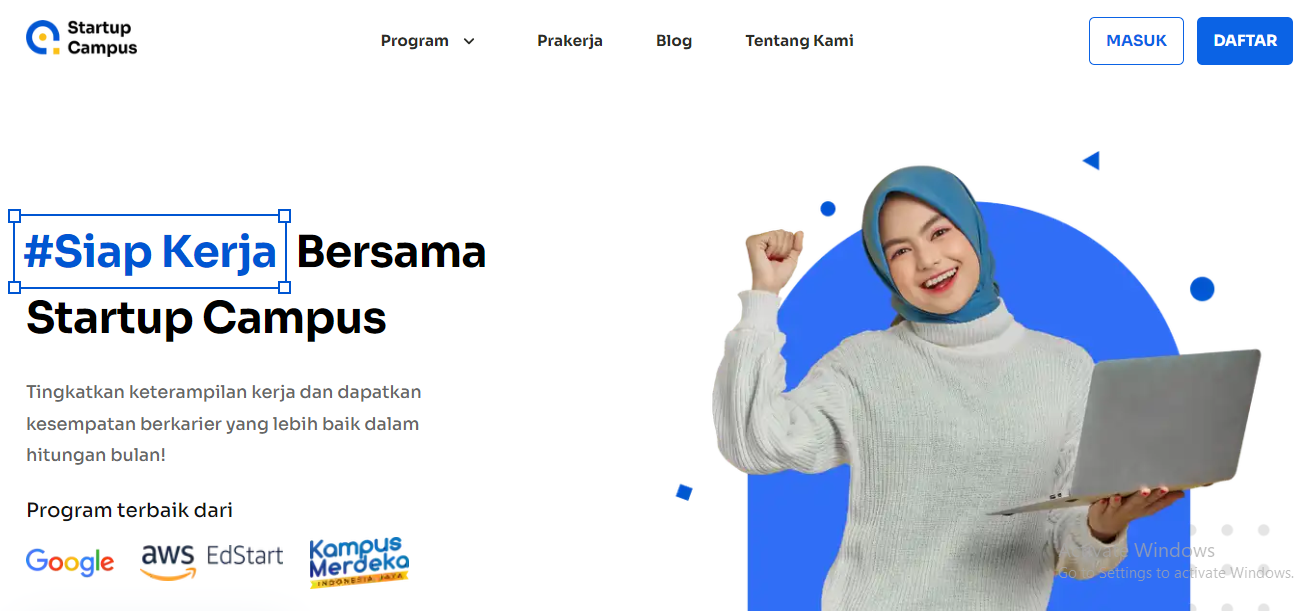 Startup
Campus
Program
Prakerja
Blog
Tentang Kami
MASUK
DAFTAR
#Siap Kerja Bersama
Startup Campus
Tingkatkan keterampilan kerja dan dapatkan
kesempatan berkarier yang lebih baik dalam
hitungan bulan!
Program terbaik dari
Google
aws EdStart
Kampus
Merdeka
INDONESIA JAYA
Activate Windows
Go to Settings to activate Windows.